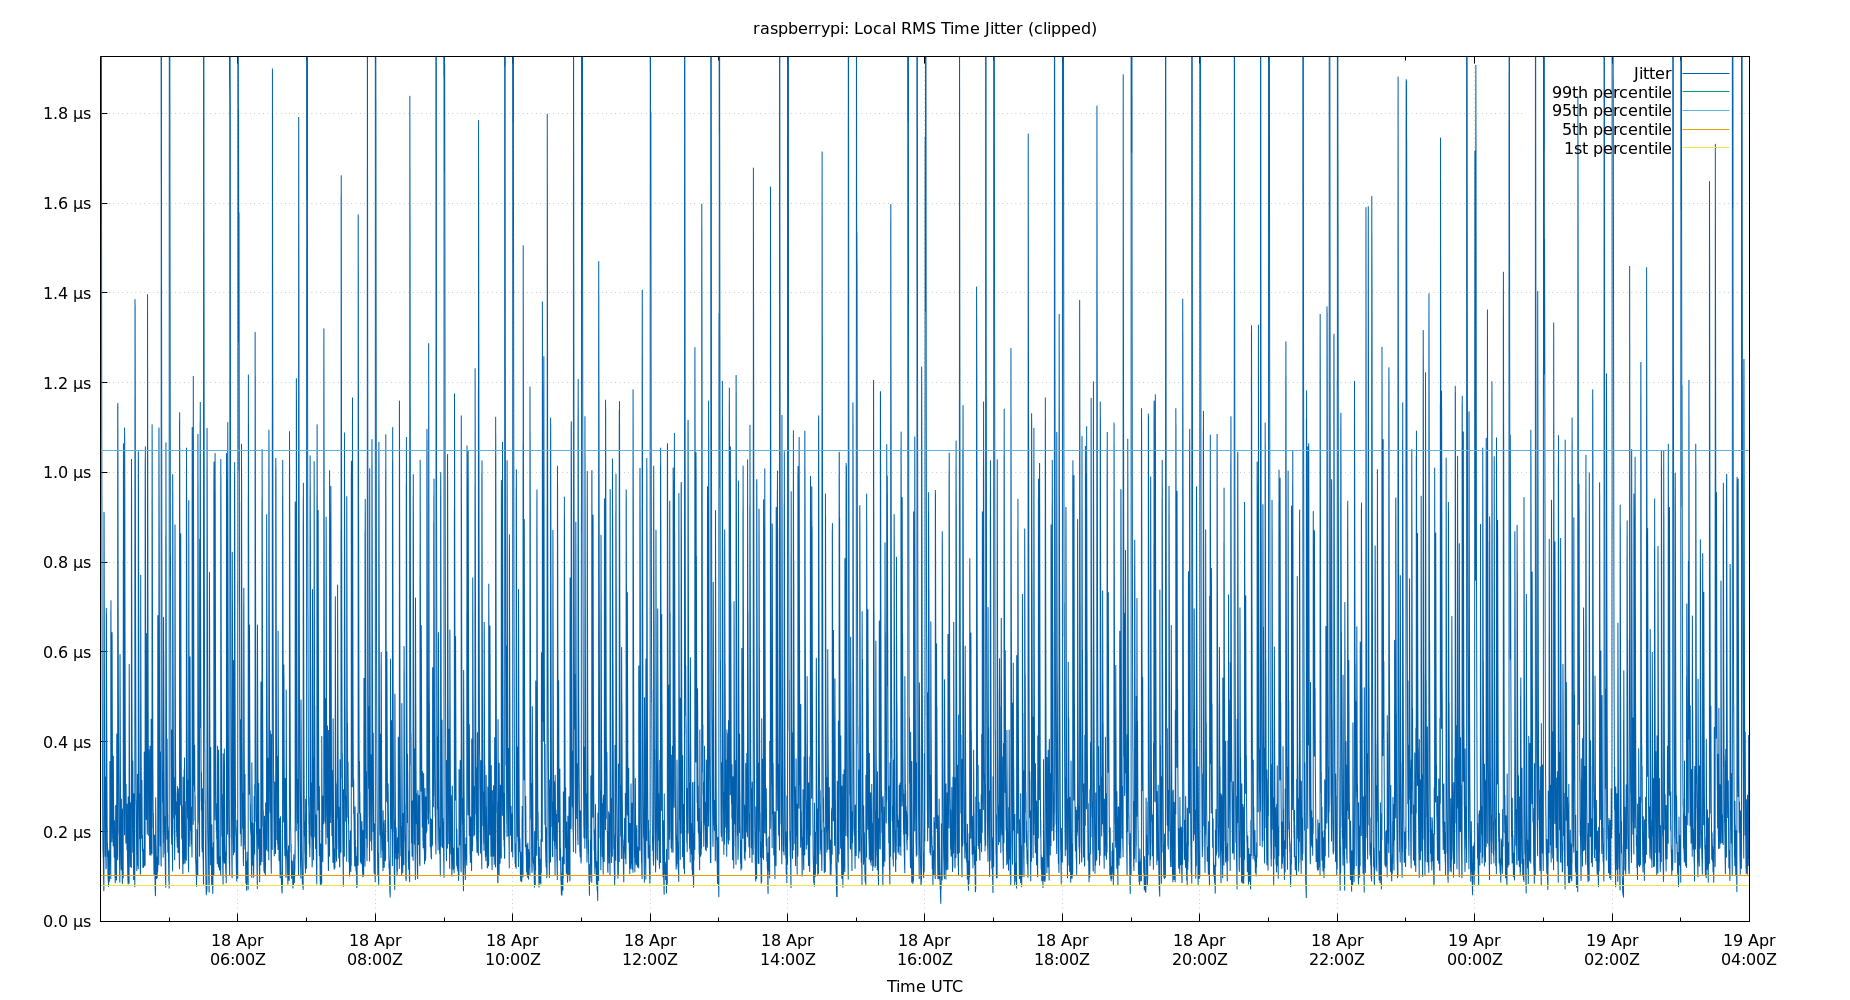 raspberrypi: Local RMS Time Jitter (clipped)
Jitter
99th percentile
95th percentile
5th percentile
1st percentile
1.8 µs
1.6 µs
1.4 µs
1.2 µs
1.0 µs
0.8 µs
0.6 µs
0.4 µs
0.2 µs
0.0 µs
18 Apr 18 Apr 18 Apr 18 Apr 18 Apr 18 Apr 18 Apr 18 Apr 18 Apr 19 Apr 19 Apr 19 Apr
06:00Z 08:00Z 10:00Z 12:00Z 14:00Z 16:00Z 18:00Z 20:00Z 22:00Z 00:00Z 02:00Z 04:00Z
Time UTC